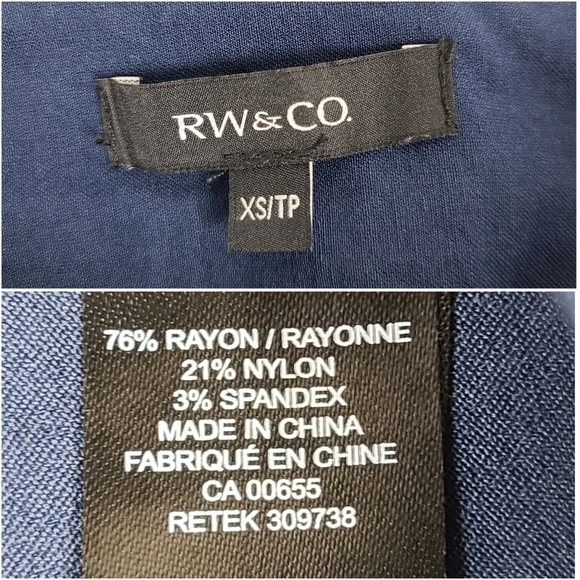 RW&CO.
XS/TP
76% RAYON / RAYONNE
21% NYLON
3% SPANDEX
MADE IN CHINA
FABRIQUÉ EN CHINE
CA 00655
RETEK 309738